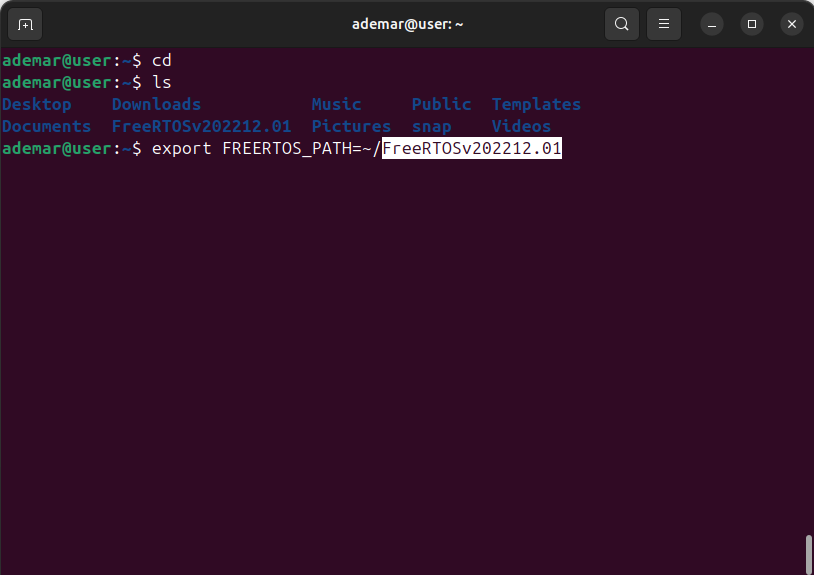 ademar@user: ~
ademar@user:~$ cd
ademar@user:~$ ls
Desktop    Downloads           Music     Public  Templates
Documents  FreeRTOSv202212.01  Pictures  snap    Videos
ademar@user:~$ export FREERTOS_PATH=~/FreeRTOSv202212.01